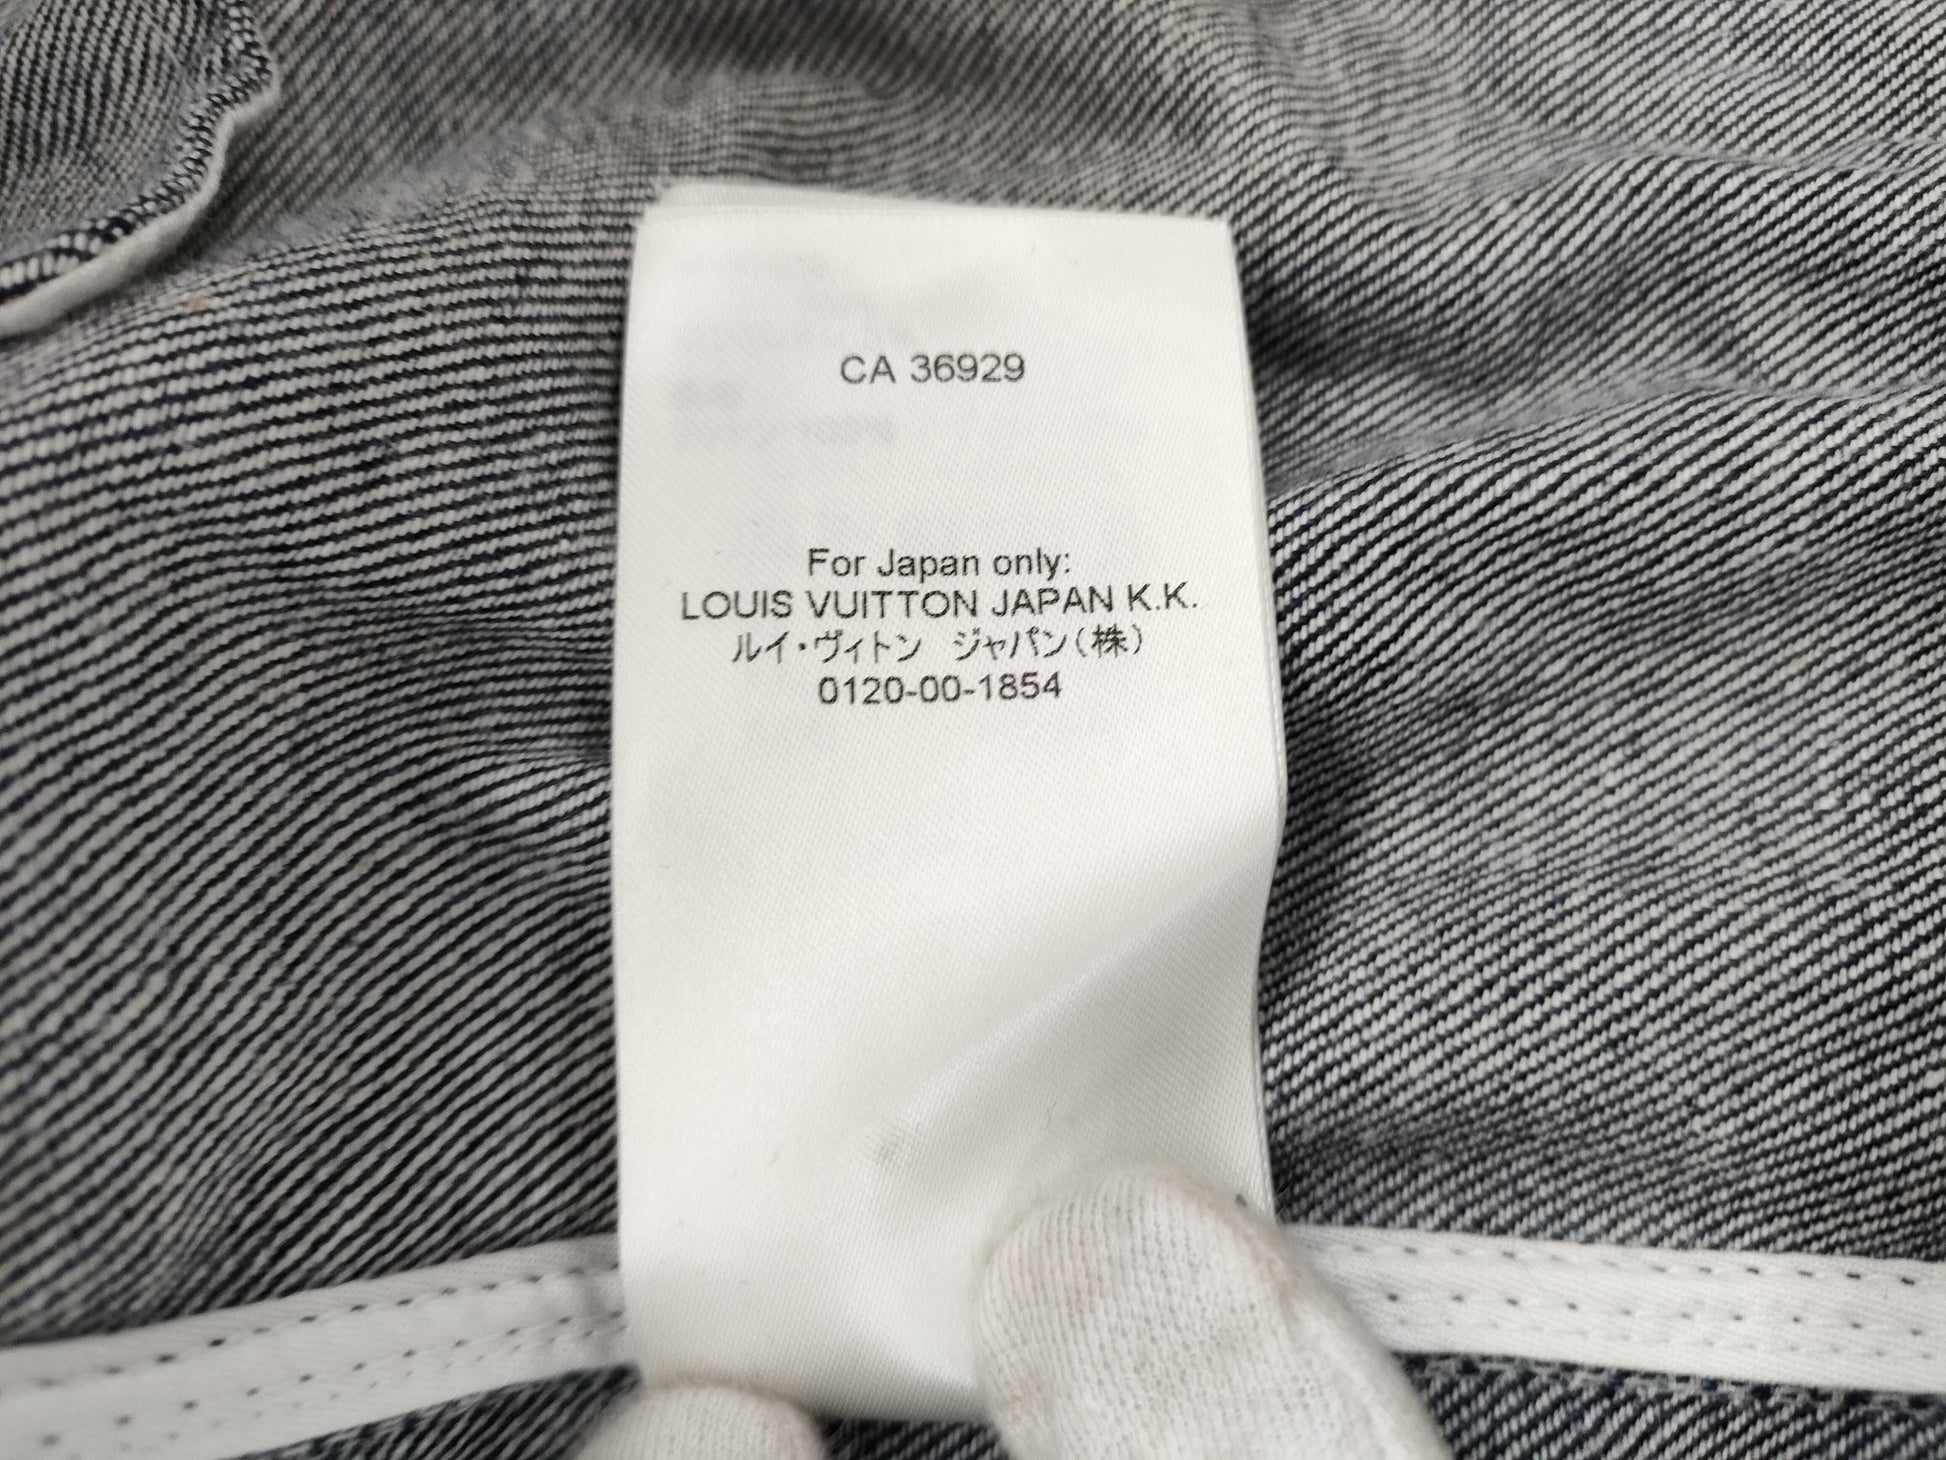 CA 36929
For Japan only:
LOUIS VUITTON JAPAN K.K.
ルイ・ヴィトン ジャパン(株)
0120-00-1854